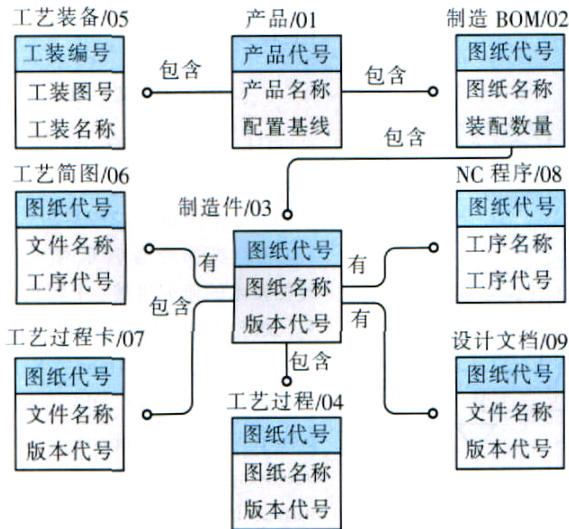 工艺装备/05
工装编号
工装图号
工装名称
包含
产品/01
产品代号
产品名称
配置基线
包含
制造 BOM/02
图纸代号
图纸名称
装配数量
包含
工艺简图/06
图纸代号
文件名称
工序代号
有
制造件/03
图纸代号
图纸名称
版本代号
有
NC 程序/08
图纸代号
工序名称
工序代号
包含
工艺过程卡/07
图纸代号
文件名称
版本代号
有
设计文档/09
图纸代号
文件名称
版本代号
包含
工艺过程/04
图纸代号
图纸名称
版本代号